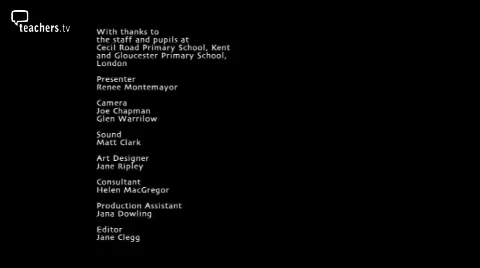 teachers.tv
With thanks to
the staff and pupils at
Cecil Road Primary School, Kent
and Gloucester Primary School,
London
Presenter
Renee Montemayor
Camera
Joe Chapman
Glen Warrilow
Sound
Matt Clark
Art Designer
Jane Ripley
Consultant
Helen MacGregor
Production Assistant
Jana Dowling
Editor
Jane Clegg